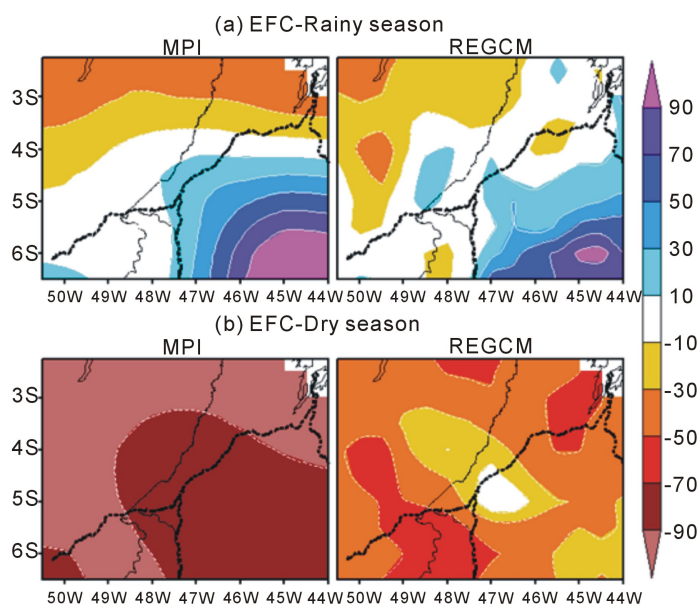 (a) EFC-Rainy season
MPI REGCM
3S
4S
5S
6S
50W 49W 48W 47W 46W 45W 44W 50W 49W 48W 47W 46W 45W 44W
(b) EFC-Dry season
MPI REGCM
3S
4S
5S
6S
50W 49W 48W 47W 46W 45W 44W 50W 49W 48W 47W 46W 45W 44W
90
70
50
30
10
-10
-30
-50
-70
-90